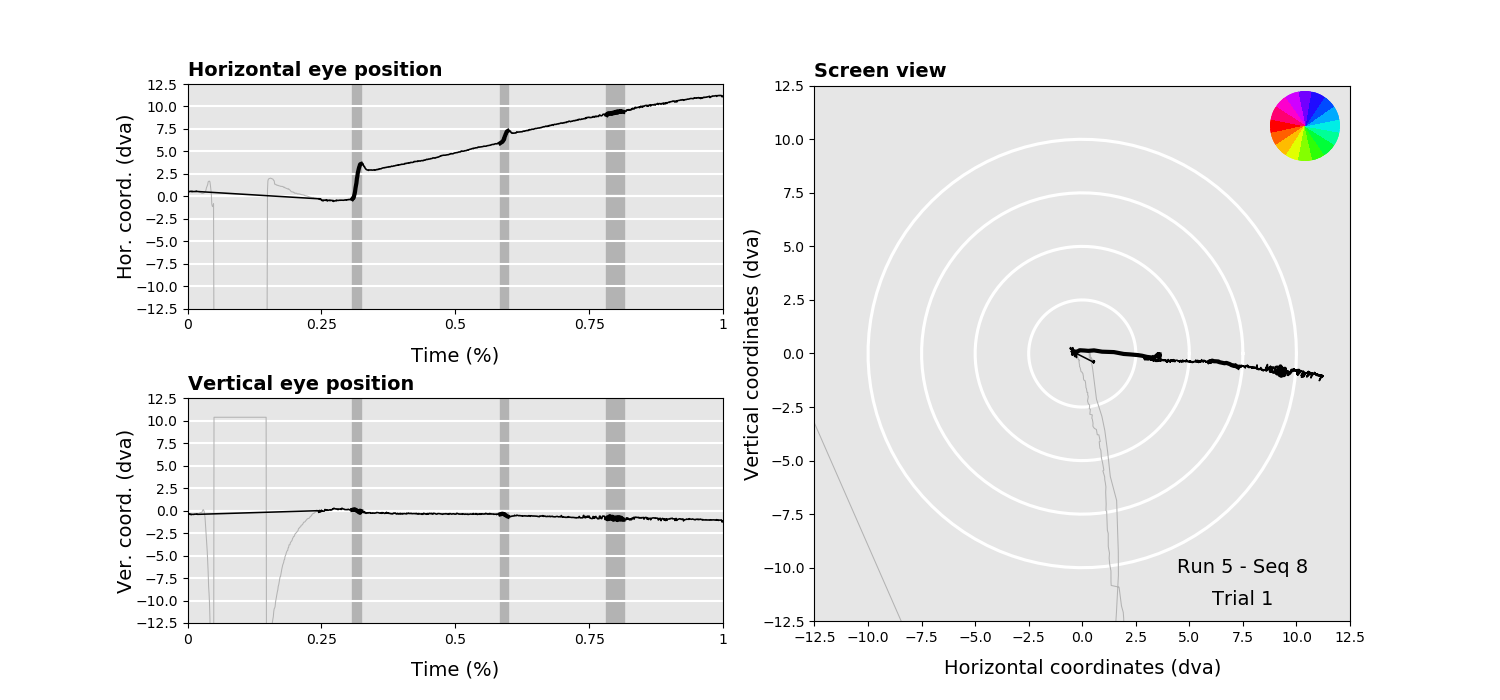 Horizontal eye position
Hor. coord. (dva)
12.5
10.0
7.5
5.0
2.5
0.0
−2.5
−5.0
−7.5
−10.0
−12.5
0 0.25 0.5 0.75 1
Time (%)
Vertical eye position
Ver. coord. (dva)
12.5
10.0
7.5
5.0
2.5
0.0
−2.5
−5.0
−7.5
−10.0
−12.5
0 0.25 0.5 0.75 1
Time (%)
Screen view
Vertical coordinates (dva)
12.5
10.0
7.5
5.0
2.5
0.0
−2.5
−5.0
−7.5
−10.0
−12.5
Run 5 - Seq 8
Trial 1
−12.5 −10.0 −7.5 −5.0 −2.5 0.0 2.5 5.0 7.5 10.0 12.5
Horizontal coordinates (dva)